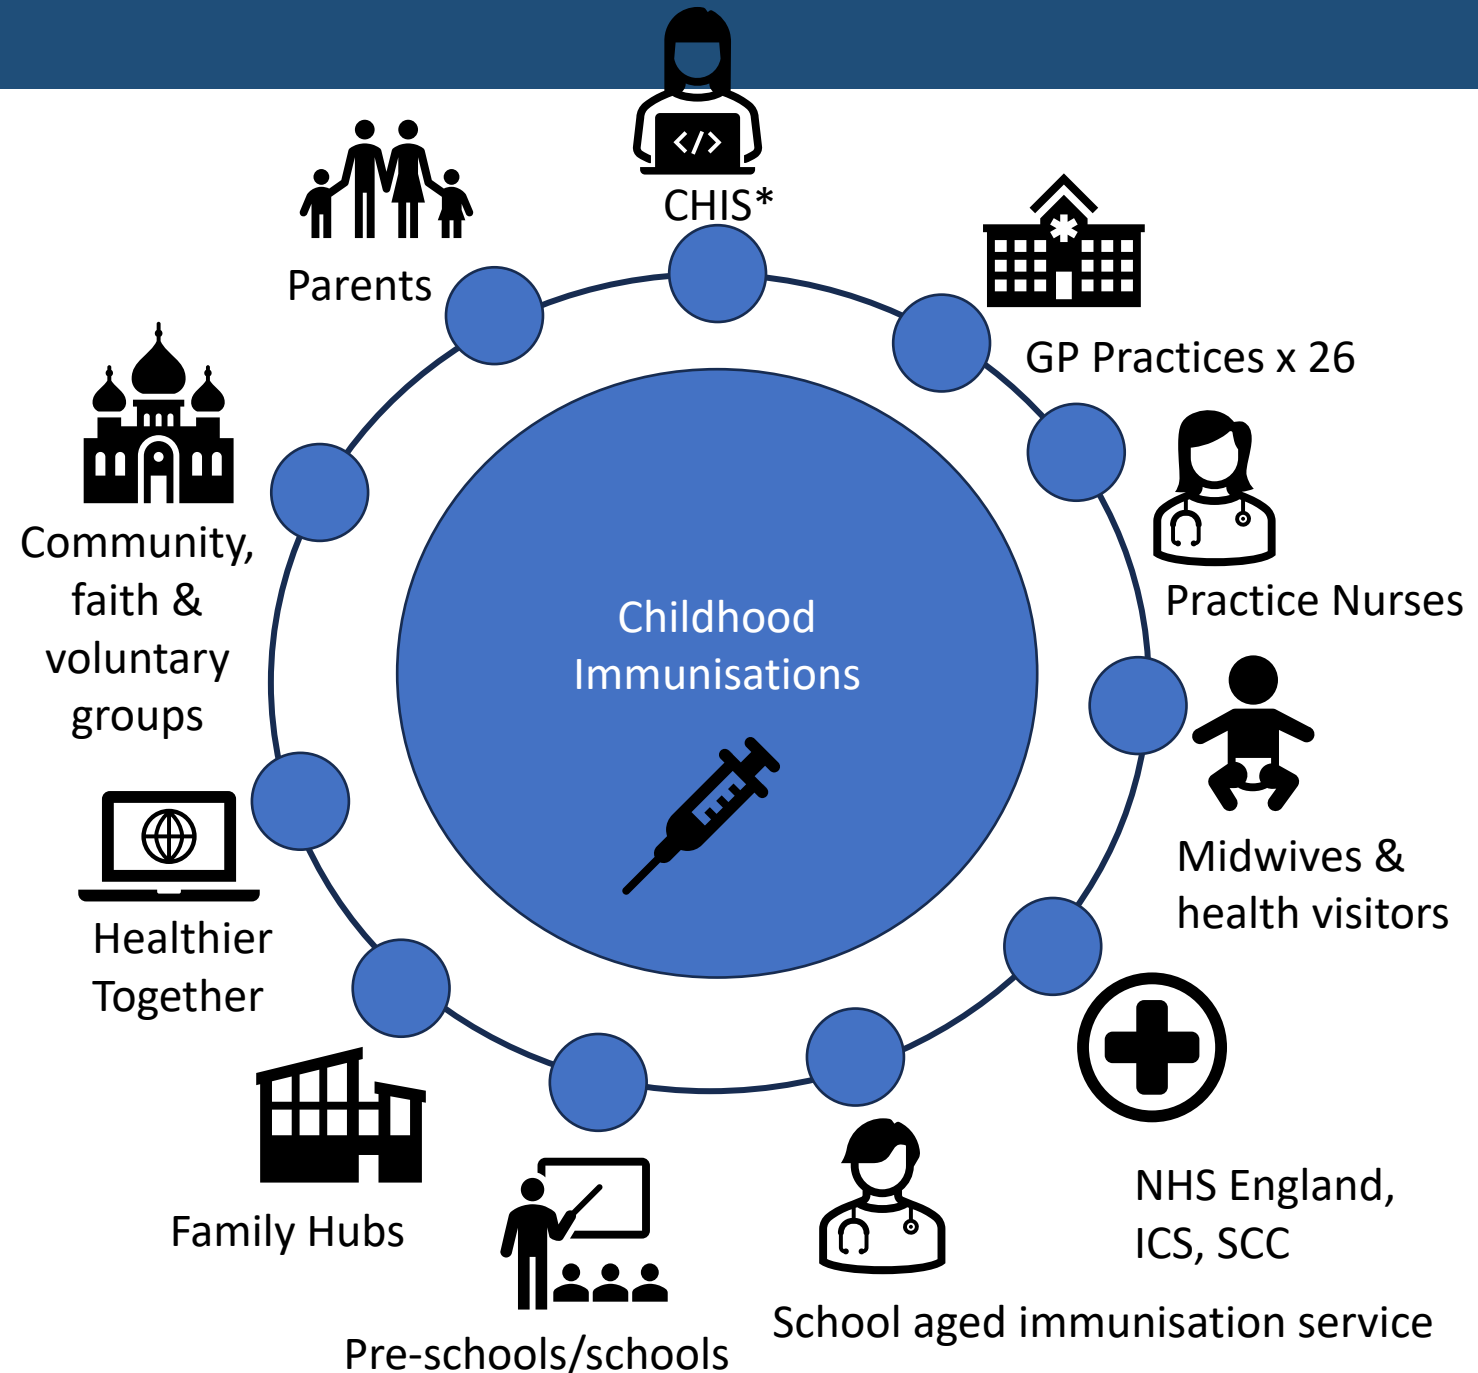 </>
CHIS*
Parents
GP Practices x 26
Community,
faith &
voluntary
groups
Practice Nurses
Childhood
Immunisations
Midwives &
health visitors
Healthier
Together
NHS England,
ICS, SCC
Family Hubs
School aged immunisation service
Pre-schools/schools